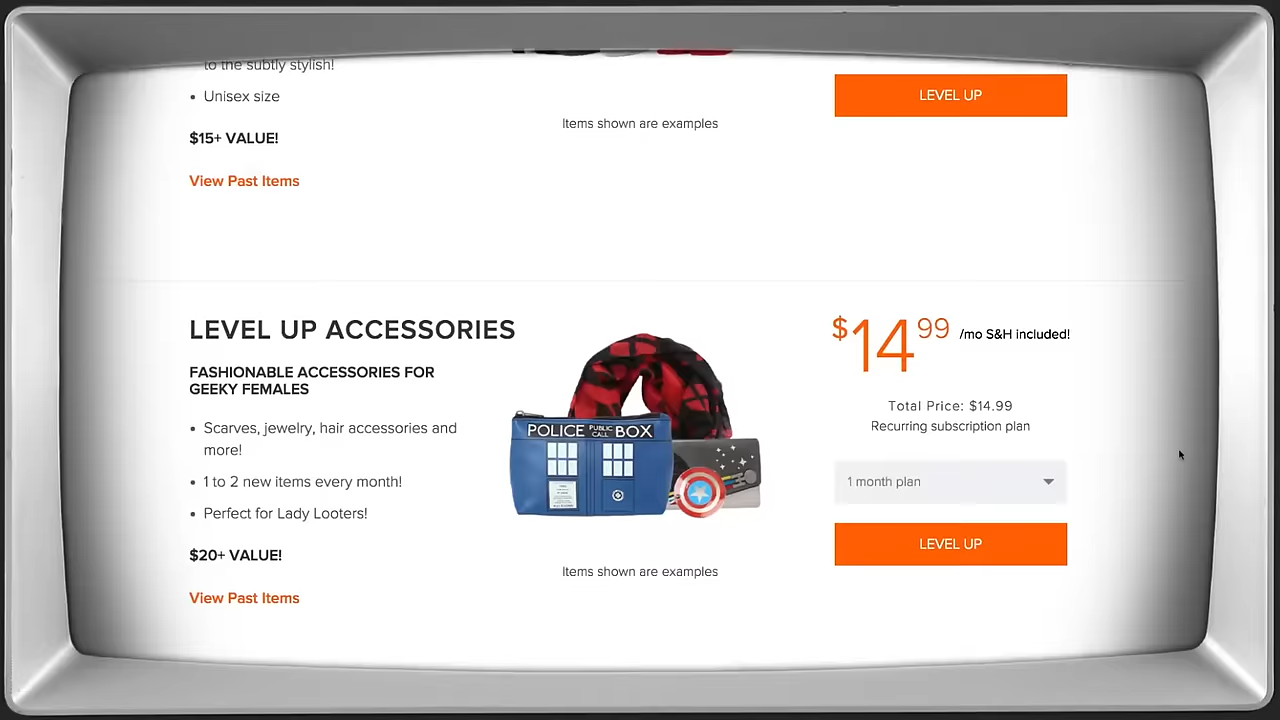 to the subtly stylish!
• Unisex size
LEVEL UP
Items shown are examples
$15+ VALUE!
View Past Items
LEVEL UP ACCESSORIES
FASHIONABLE ACCESSORIES FOR
GEEKY FEMALES
• Scarves, jewelry, hair accessories and
more!
• 1 to 2 new items every month!
• Perfect for Lady Looters!
$20+ VALUE!
View Past Items
POLICE PUBLIC CALL BOX
Items shown are examples
$14 99 /mo S&H included!
Total Price: $14.99
Recurring subscription plan
1 month plan
LEVEL UP